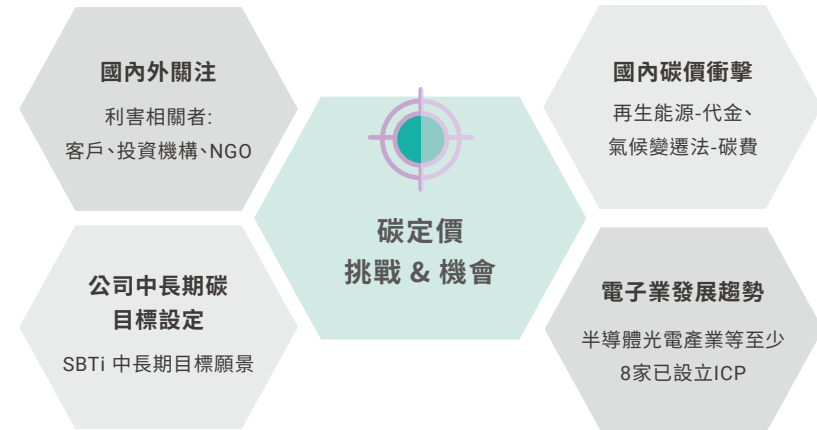 國內外關注
利害相關者:
客戶、投資機構、NGO
國內碳價衝擊
再生能源-代金、
氣候變遷法-碳費
碳定價
挑戰 & 機會
公司中長期碳
目標設定
SBTi 中長期目標願景
電子業發展趨勢
半導體光電產業等至少
8家已設立ICP